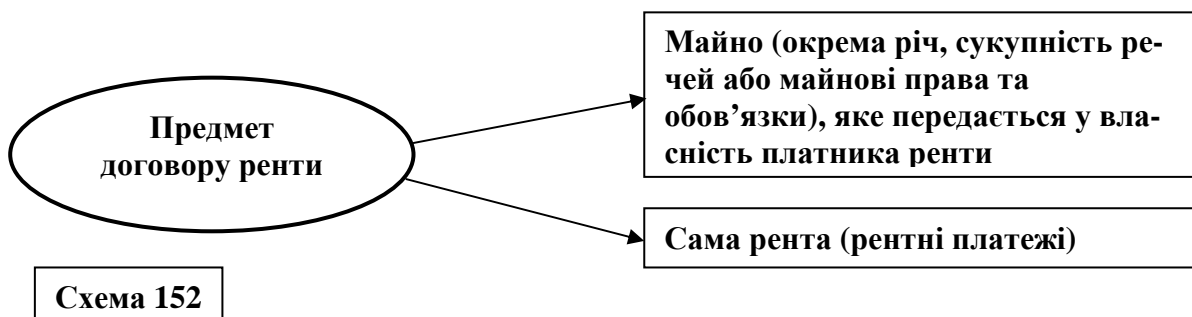 Предмет
договору ренти
Майно (окрема річ, сукупність ре-
чей або майнові права та
обов’язки), яке передається у вла-
сність платника ренти
Сама рента (рентні платежі)
Схема 152